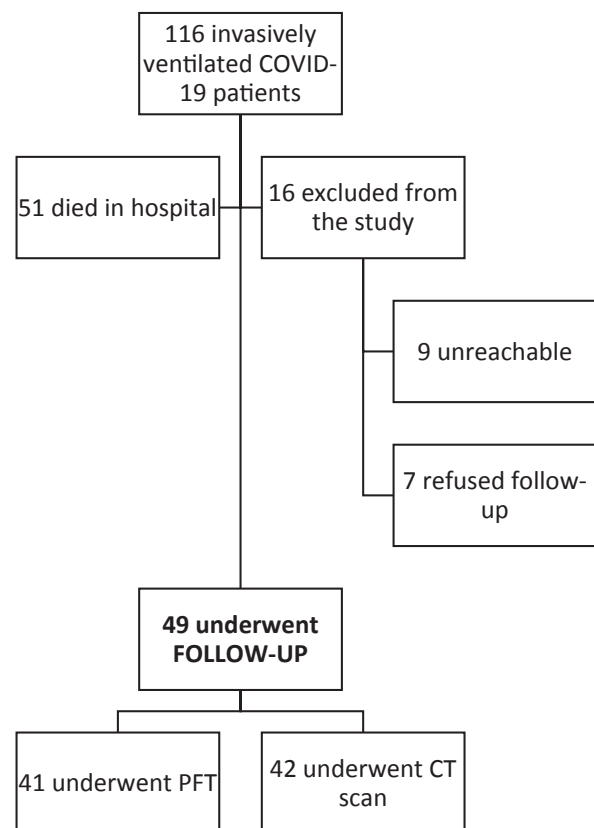 116 invasively
ventilated COVID-
19 patients
51 died in hospital
16 excluded from
the study
9 unreachable
7 refused follow-
up
49 underwent
FOLLOW-UP
41 underwent PFT
42 underwent CT
scan